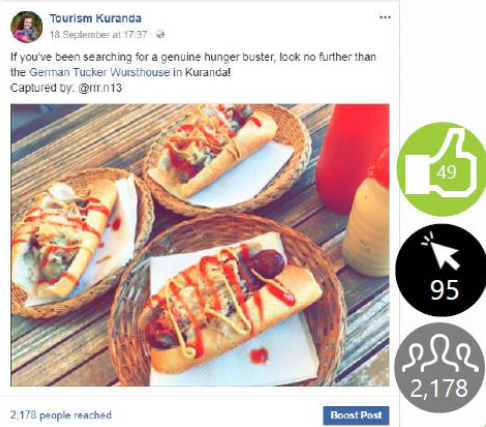 Tourism Kuranda
18 September at 17:37 ·
If you've been searching for a genuine hunger buster, look no further than
the German Tucker Wursthouse in Kuranda!
Captured by: @rrr.n13
49
95
2,178
2,178 people reached
Boost Post